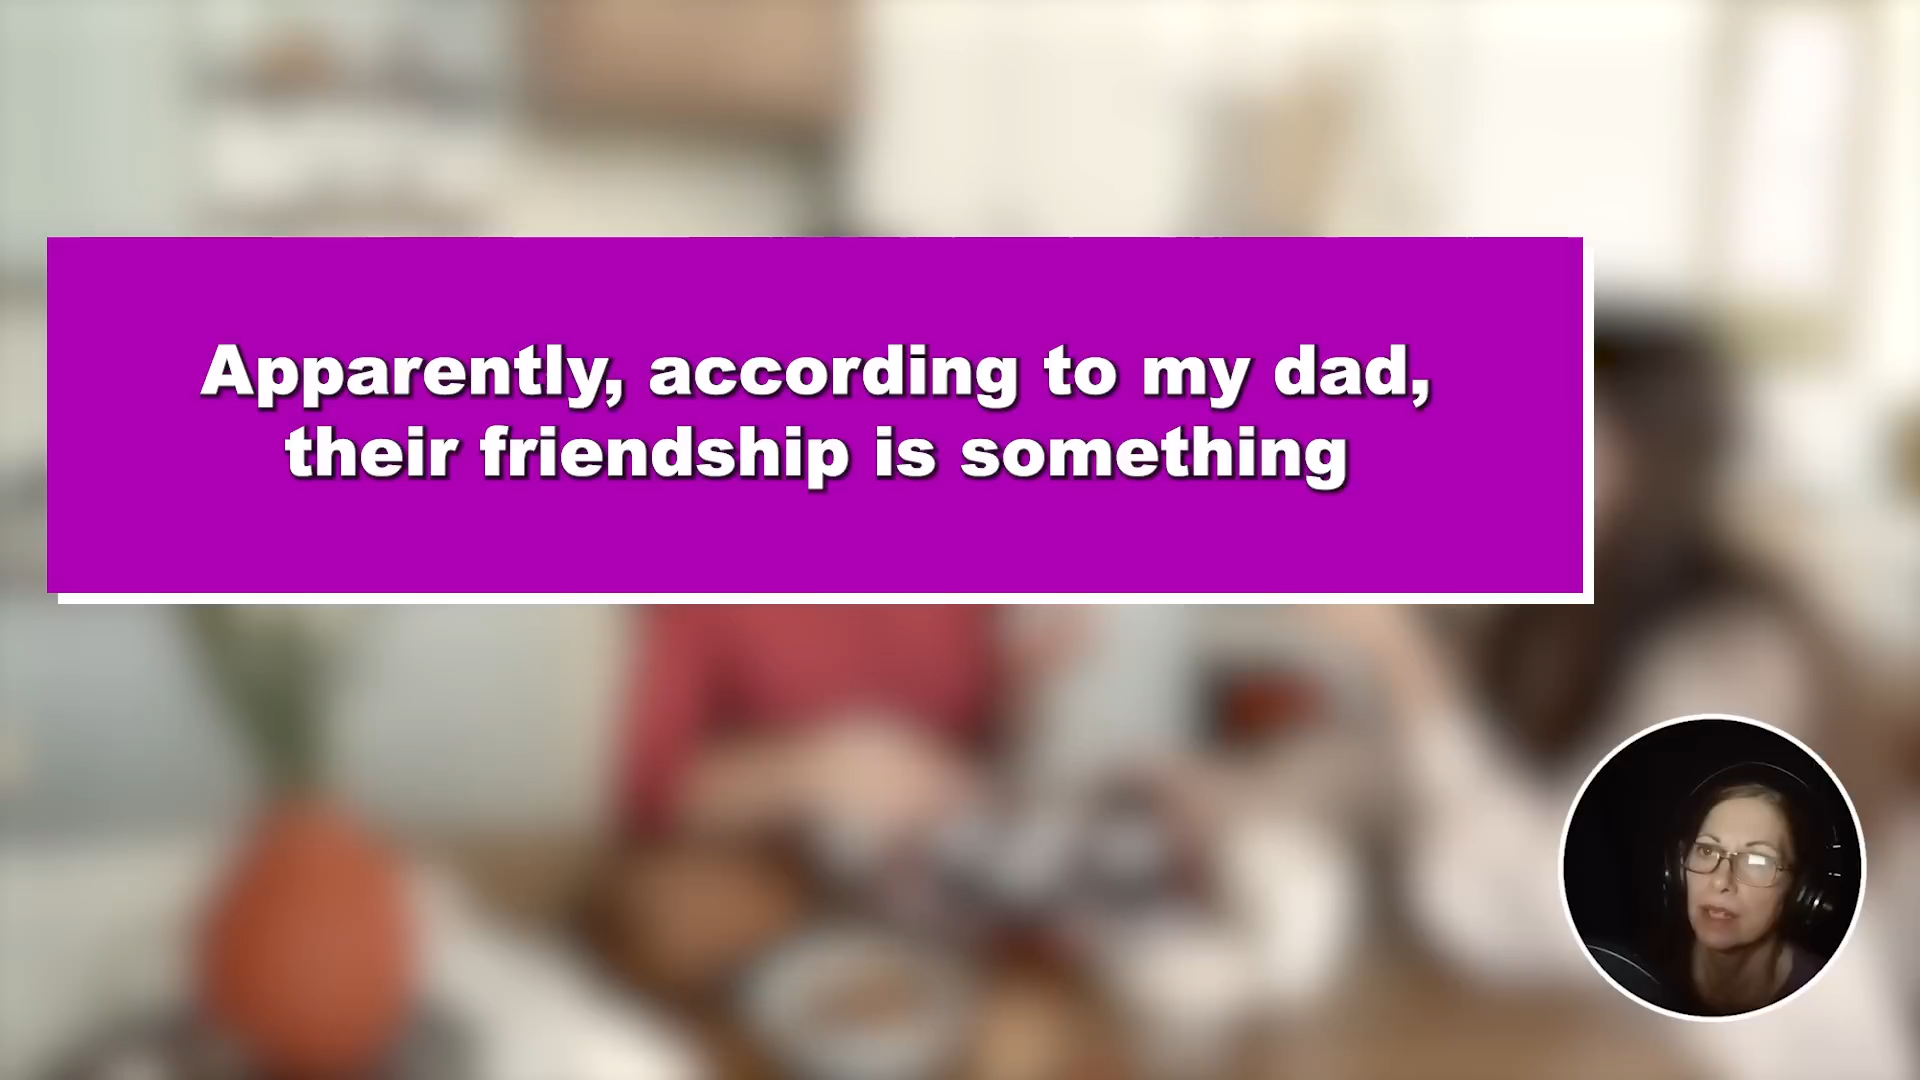 Apparently, according to my dad,
their friendship is something